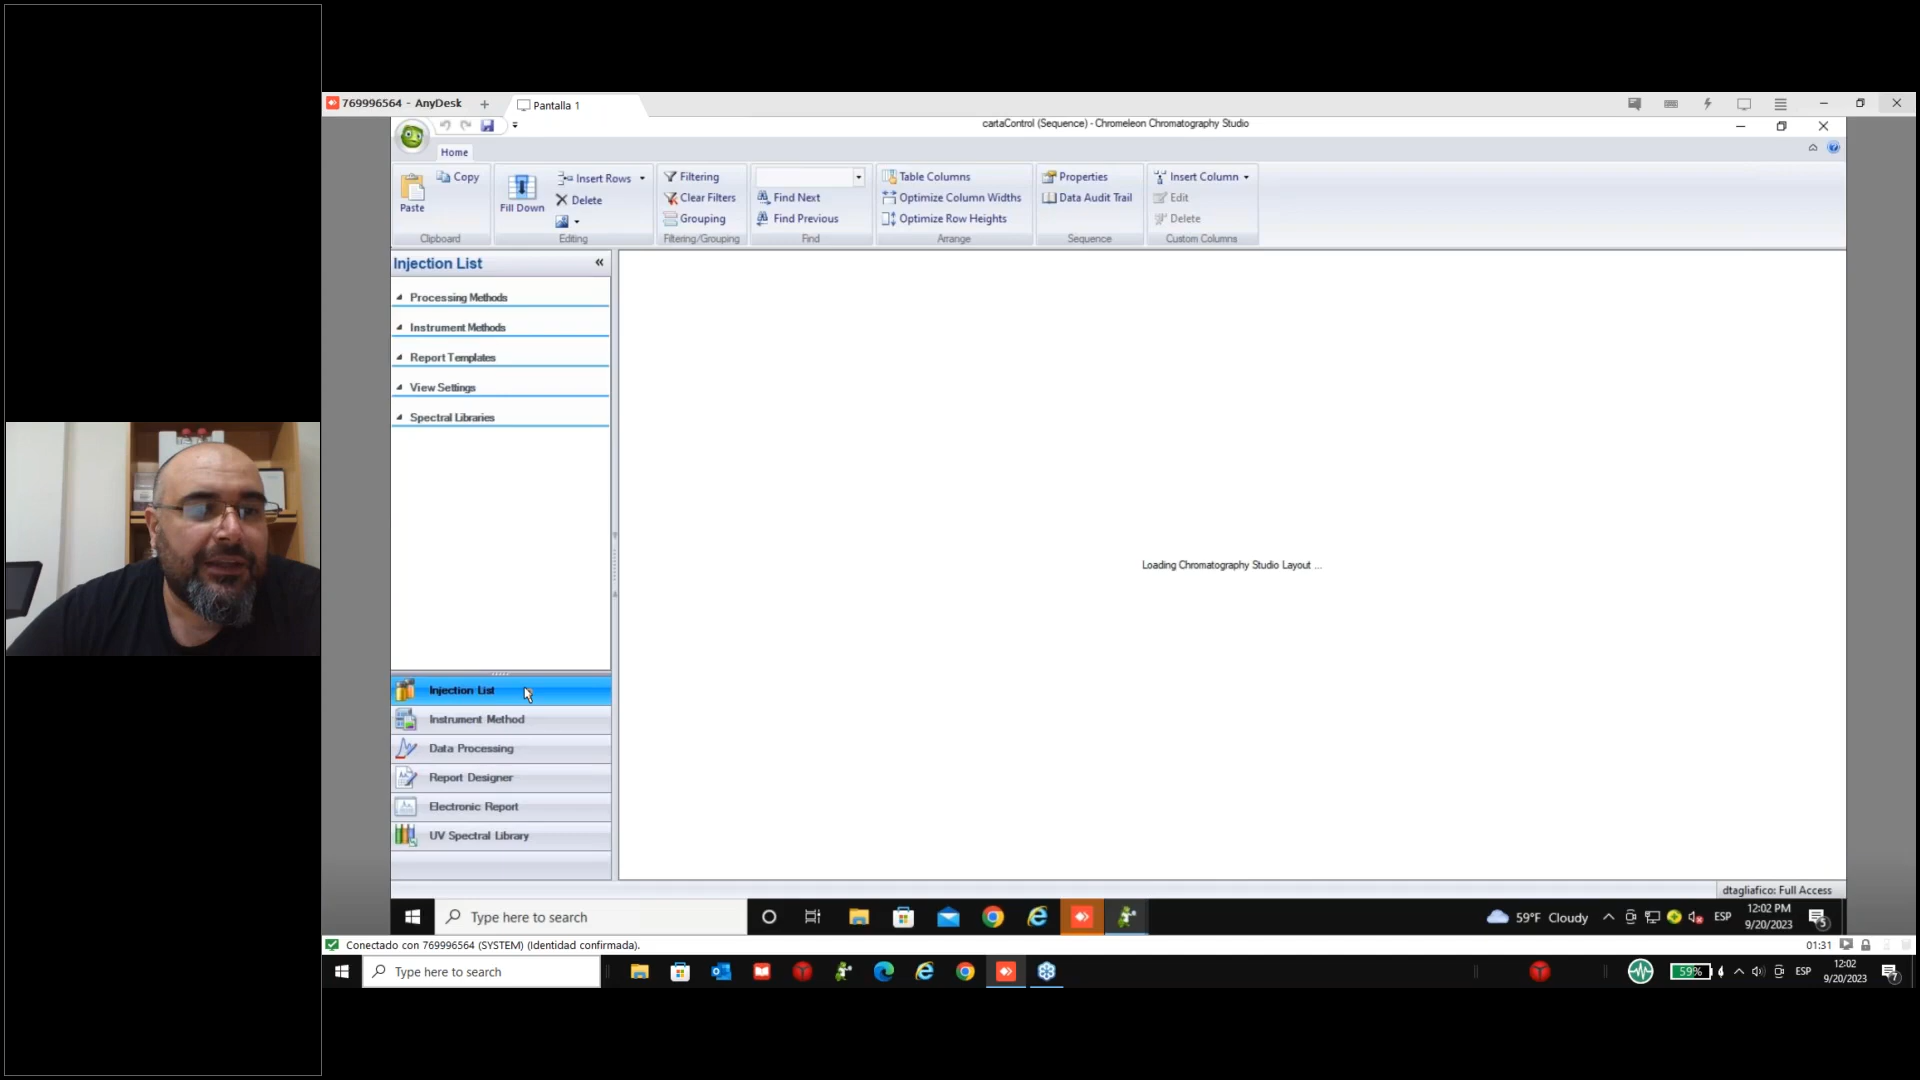 769996564 - AnyDesk
Pantalla 1
cartaControl (Sequence) - Chromeleon Chromatography Studio
Home
Paste
Copy
Clipboard
Fill Down
Insert Rows
Delete
Editing
Filtering
Clear Filters
Grouping
Filtering/Grouping
Find Next
Find Previous
Find
Table Columns
Optimize Column Widths
Optimize Row Heights
Arrange
Properties
Data Audit Trail
Sequence
Insert Column
Edit
Delete
Custom Columns
Injection List
Processing Methods
Instrument Methods
Report Templates
View Settings
Spectral Libraries
Loading Chromatography Studio Layout ...
Injection List
Instrument Method
Data Processing
Report Designer
Electronic Report
UV Spectral Library
dtagliafico: Full Access
Type here to search
59°F Cloudy
ESP
12:02 PM
9/20/2023
5
Conectado con 769996564 (SYSTEM) (Identidad confirmada).
01:31
Type here to search
59%
ESP
12:02
9/20/2023
7